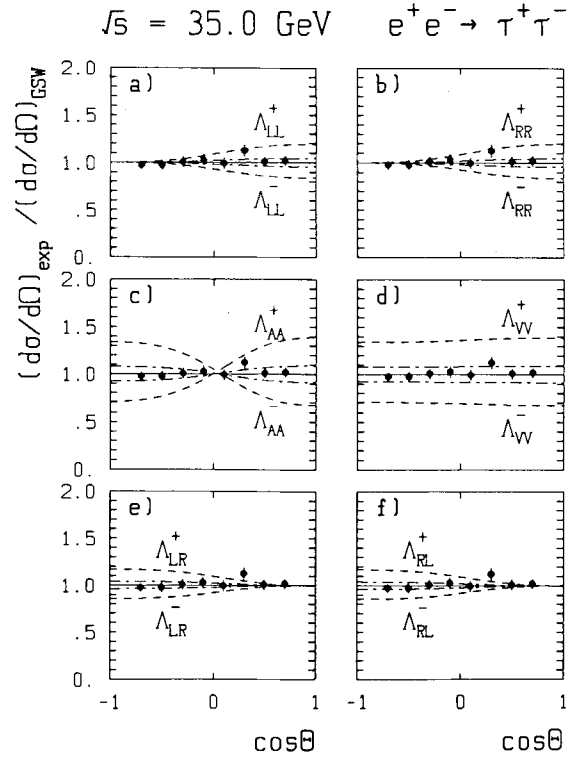 √s = 35.0 GeV e⁺e⁻→ τ⁺τ⁻
(dσ/dΩ)exp /(dσ/dΩ)GSW
2.0
1.5
1.0
.5
0.
a)
Λ⁺LL
Λ⁻LL
b)
Λ⁺RR
Λ⁻RR
2.0
1.5
1.0
.5
0.
c)
Λ⁺AA
Λ⁻AA
d)
Λ⁺VV
Λ⁻VV
2.0
1.5
1.0
.5
0.
e)
Λ⁺LR
Λ⁻LR
f)
Λ⁺RL
Λ⁻RL
-1 0 1
-1 0 1
cosθ
cosθ